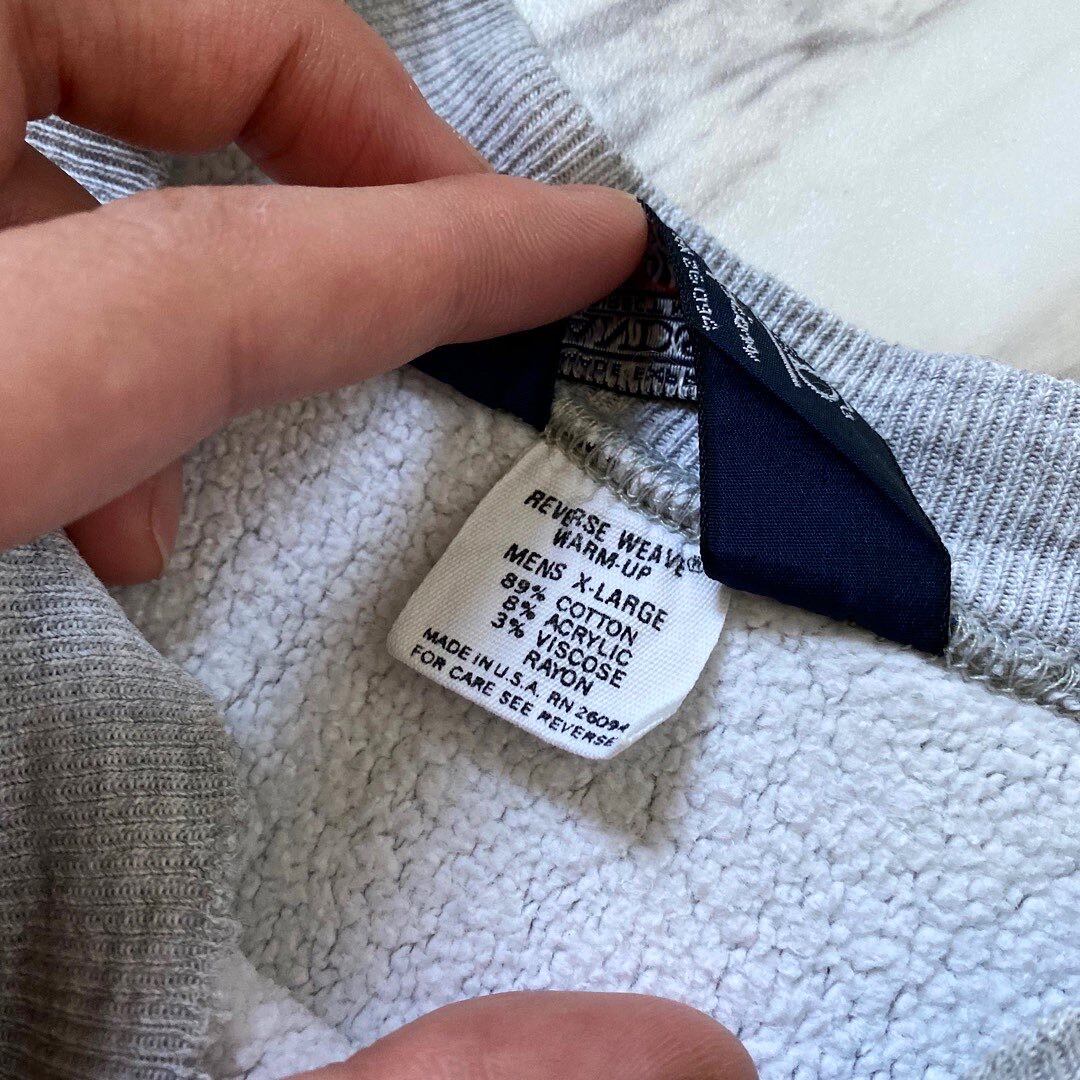 REVERSE WEAVE®
WARM-UP
MENS X-LARGE
89% COTTON
8% ACRYLIC
3% VISCOSE
RAYON
MADE IN U.S.A. RN 26094
FOR CARE SEE REVERSE